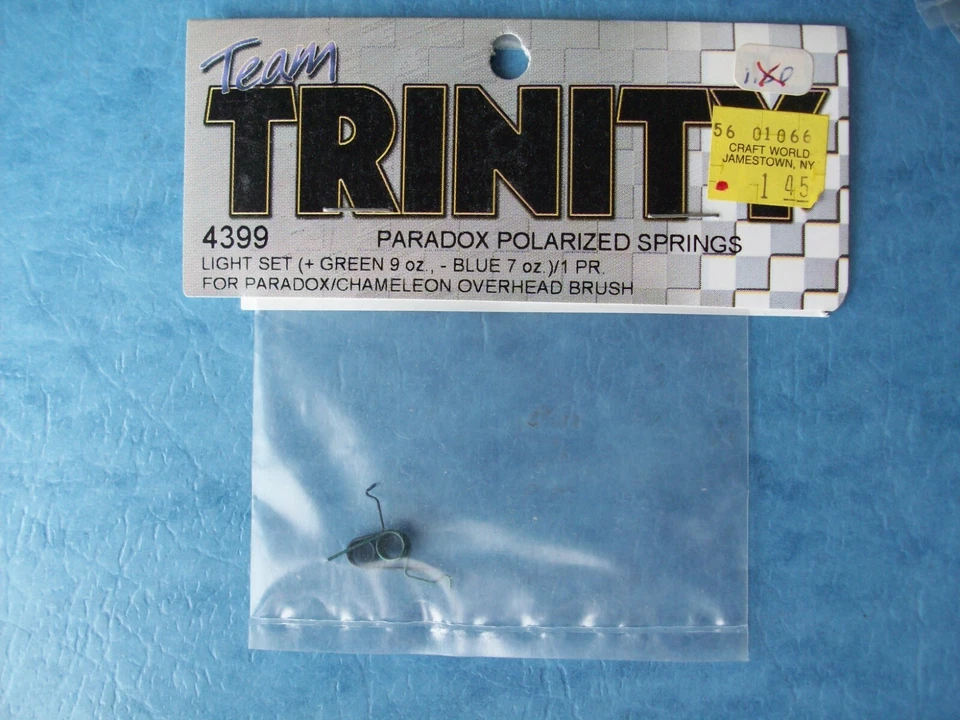 Team
TRINITY
56 01066
CRAFT WORLD
JAMESTOWN, NY
1 45
4399 PARADOX POLARIZED SPRINGS
LIGHT SET (+ GREEN 9 oz., - BLUE 7 oz.)/1 PR.
FOR PARADOX/CHAMELEON OVERHEAD BRUSH